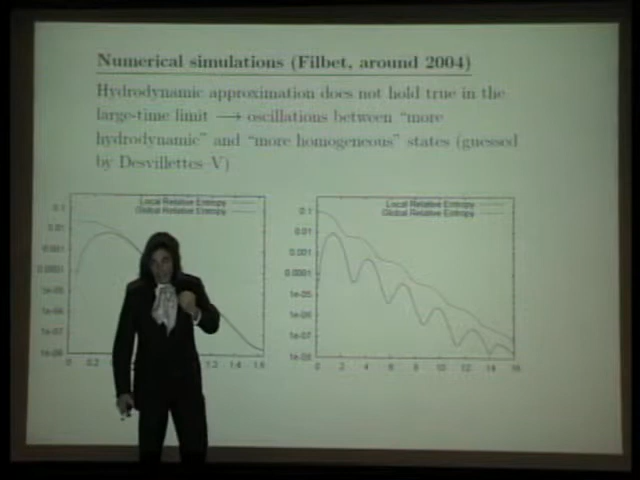 Numerical simulations (Filbet, around 2004)
Hydrodynamic approximation does not hold true in the
large-time limit → oscillations between “more
hydrodynamic” and “more homogeneous” states (guessed
by Desvillettes–V)
Local Relative Entropy
Global Relative Entropy
0.1
0.01
0.001
0.0001
1e-05
1e-06
1e-07
1e-08
0 0.2 1.2 1.4 1.6
Local Relative Entropy
Global Relative Entropy
0.1
0.01
0.001
0.0001
1e-05
1e-06
1e-07
1e-08
0 2 4 6 8 10 12 14 16